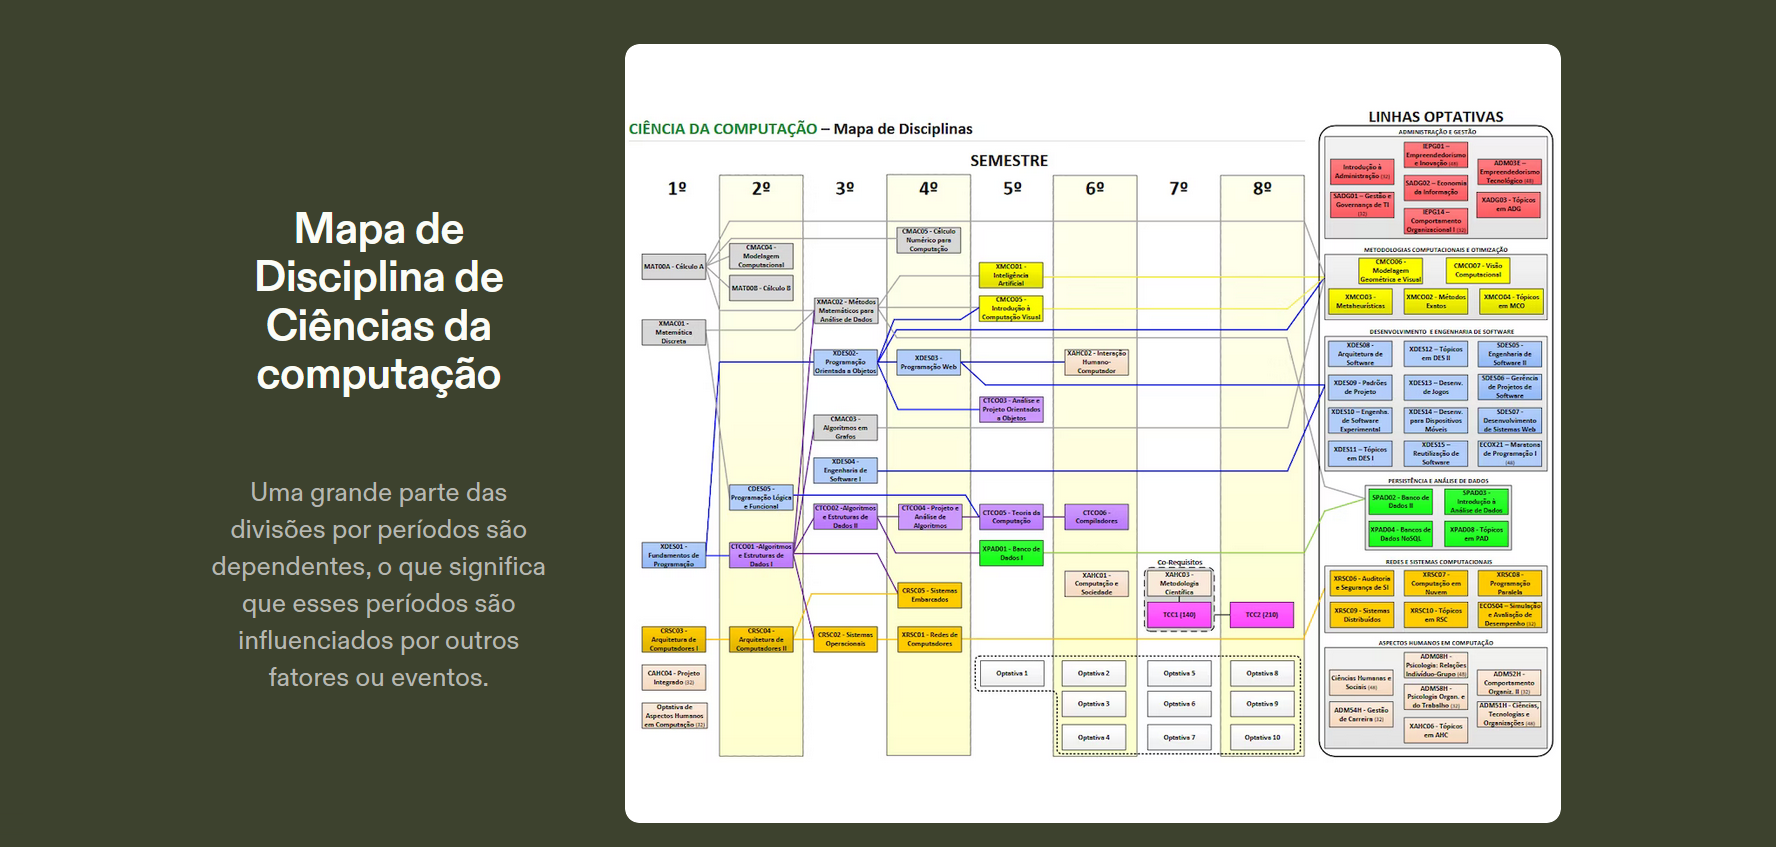 Mapa de
Disciplina de
Ciências da
computação
Uma grande parte das
divisões por períodos são
dependentes, o que significa
que esses períodos são
influenciados por outros
fatores ou eventos.
CIÊNCIA DA COMPUTAÇÃO – Mapa de Disciplinas
SEMESTRE
1º
2º
3º
4º
5º
6º
7º
8º
MAT00A - Cálculo A
XMAC01 -
Matemática
Discreta
XDES01 -
Fundamentos de
Programação
CRSC03 -
Arquitetura de
Computadores I
CAHC04 - Projeto
Integrado (32)
Optativa de
Aspectos Humanos
em Computação (32)
CMAC04 -
Modelagem
Computacional
MAT00B - Cálculo B
CDES05 -
Programação Lógica
e Funcional
CTCO01 -Algoritmos
e Estruturas de
Dados I
CRSC04 -
Arquitetura de
Computadores II
XMAC02 - Métodos
Matemáticos para
Análise de Dados
XDES02-
Programação
Orientada a Objetos
CMAC03 -
Algoritmos em
Grafos
XDES04 -
Engenharia de
Software I
CTCO02 -Algoritmos
e Estruturas de
Dados II
CRSC02 - Sistemas
Operacionais
CMAC05 - Cálculo
Numérico para
Computação
XDES03 -
Programação Web
CTCO04 - Projeto e
Análise de
Algoritmos
CRSC05 - Sistemas
Embarcados
XRSC01 - Redes de
Computadores
XMCO01 -
Inteligência
Artificial
CMCO05 -
Introdução à
Computação Visual
CTCO03 - Análise e
Projeto Orientados
a Objetos
CTCO05 - Teoria da
Computação
XPAD01 - Banco de
Dados I
Optativa 1
XAHC02 - Interação
Humano-
Computador
CTCO06 -
Compiladores
XAHC01 -
Computação e
Sociedade
Optativa 2
Optativa 3
Optativa 4
Co-Requisitos
XAHC03 -
Metodologia
Científica
TCC1 (140)
Optativa 5
Optativa 6
Optativa 7
TCC2 (210)
Optativa 8
Optativa 9
Optativa 10
LINHAS OPTATIVAS
ADMINISTRAÇÃO E GESTÃO
Introdução à
Administração (32)
SADG01 – Gestão e
Governança de TI
(32)
IEPG01 –
Empreendedorismo
e Inovação (48)
SADG02 – Economia
da Informação
IEPG14 –
Comportamento
Organizacional I (32)
ADM03E –
Empreendedorismo
Tecnológico (48)
XADG03 - Tópicos
em ADG
METODOLOGIAS COMPUTACIONAIS E OTIMIZAÇÃO
CMCO06 -
Modelagem
Geométrica e Visual
CMCO07 - Visão
Computacional
XMCO03 -
Metaheurísticas
XMCO02 - Métodos
Exatos
XMCO04 - Tópicos
em MCO
DESENVOLVIMENTO E ENGENHARIA DE SOFTWARE
XDES08 -
Arquitetura de
Software
XDES12 – Tópicos
em DES II
SDES05 -
Engenharia de
Software II
XDES09 - Padrões
de Projeto
XDES13 – Desenv.
de Jogos
SDES06 – Gerência
de Projetos de
Software
XDES10 – Engenha.
de Software
Experimental
XDES14 – Desenv.
para Dispositivos
Móveis
SDES07 -
Desenvolvimento
de Sistemas Web
XDES11 – Tópicos
em DES I
XDES15 –
Reutilização de
Software
ECOX21 – Maratona
de Programação I
(48)
PERSISTÊNCIA E ANÁLISE DE DADOS
SPAD02 - Banco de
Dados II
SPAD03 -
Introdução à
Análise de Dados
XPAD04 - Bancos de
Dados NoSQL
XPAD08 - Tópicos
em PAD
REDES E SISTEMAS COMPUTACIONAIS
XRSC06 - Auditoria
e Segurança de SI
XRSC07 -
Computação em
Nuvem
XRSC08 -
Programação
Paralela
XRSC09 - Sistemas
Distribuídos
XRSC10 - Tópicos
em RSC
ECOS04 – Simulação
e Avaliação de
Desempenho (32)
ASPECTOS HUMANOS EM COMPUTAÇÃO
Ciências Humanas e
Sociais (48)
ADM54H - Gestão
de Carreira (32)
ADM08H -
Psicologia: Relações
Indivíduo-Grupo (48)
ADM58H -
Psicologia Organ. e
do Trabalho (32)
XAHC06 - Tópicos
em AHC
ADM52H -
Comportamento
Organiz. II (32)
ADM51H - Ciências,
Tecnologias e
Organizações (48)